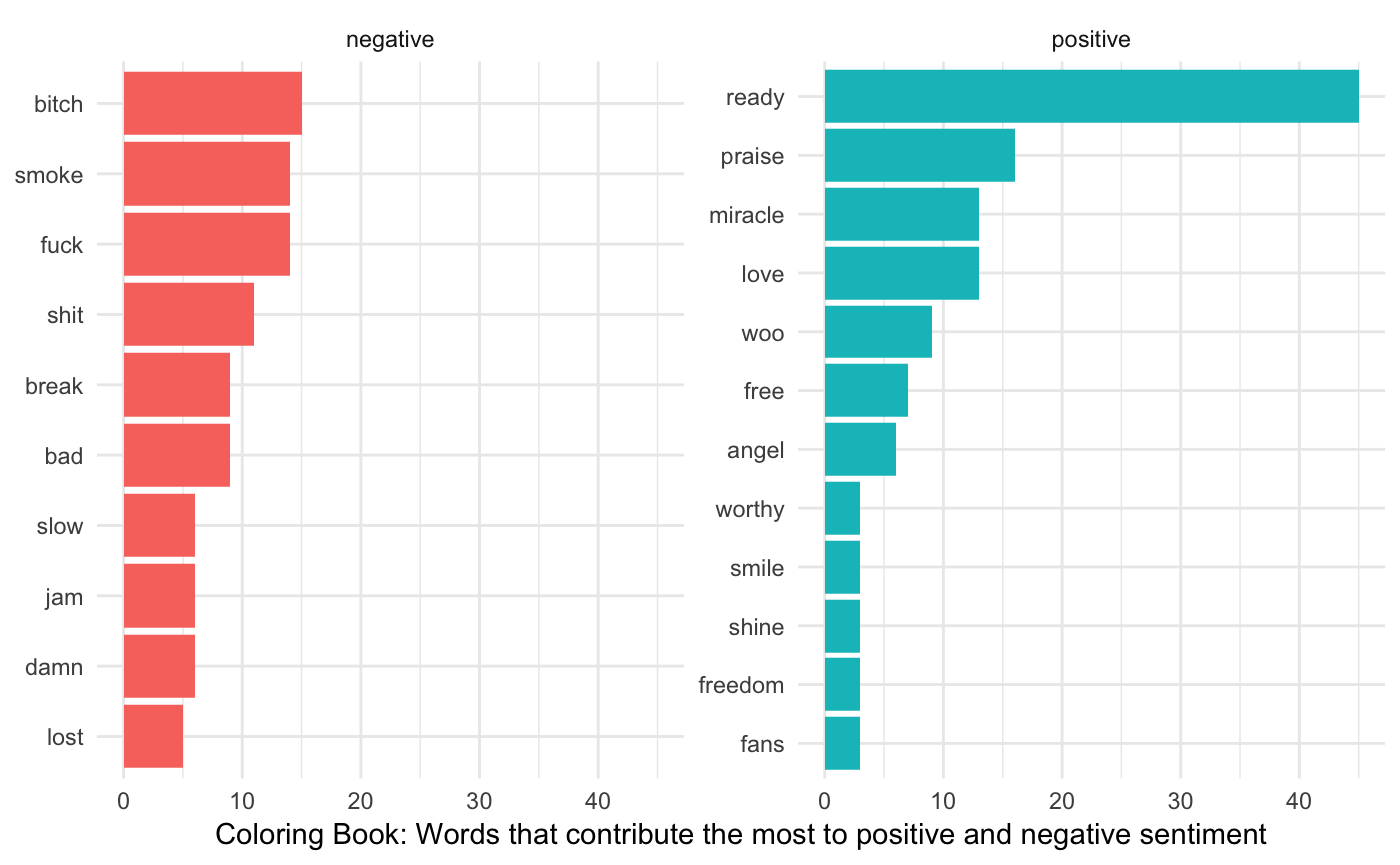 negative
bitch
smoke
fuck
shit
break
bad
slow
jam
damn
lost
0 10 20 30 40
positive
ready
praise
miracle
love
woo
free
angel
worthy
smile
shine
freedom
fans
0 10 20 30 40
Coloring Book: Words that contribute the most to positive and negative sentiment